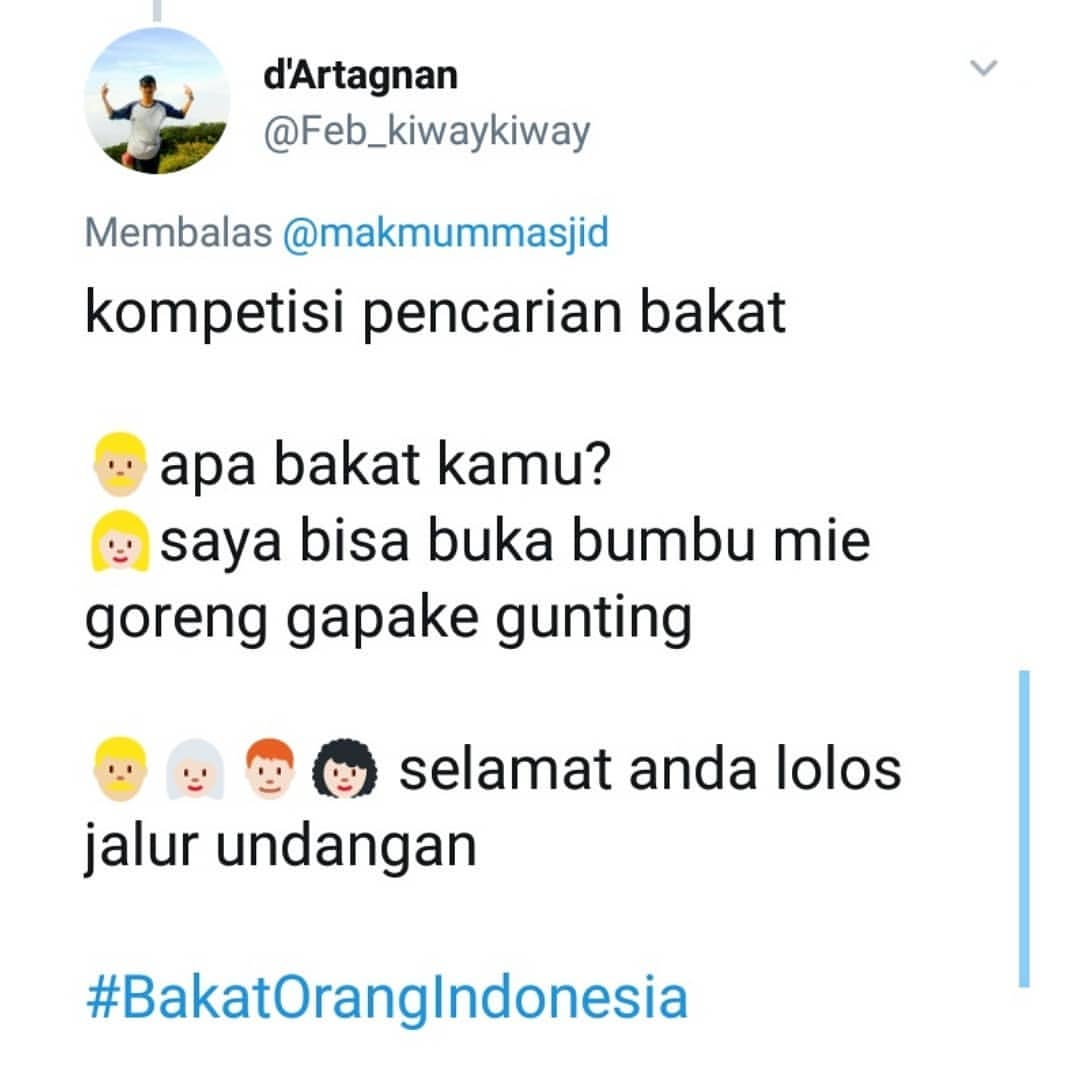 d'Artagnan
@Feb_kiwaykiway
Membalas @makmummasjid
kompetisi pencarian bakat
👱‍♂️apa bakat kamu?
👱‍♀️saya bisa buka bumbu mie
goreng gapake gunting
👱‍♂️👩‍🦳👨‍🦰👩‍🦱 selamat anda lolos
jalur undangan
#BakatOrangIndonesia